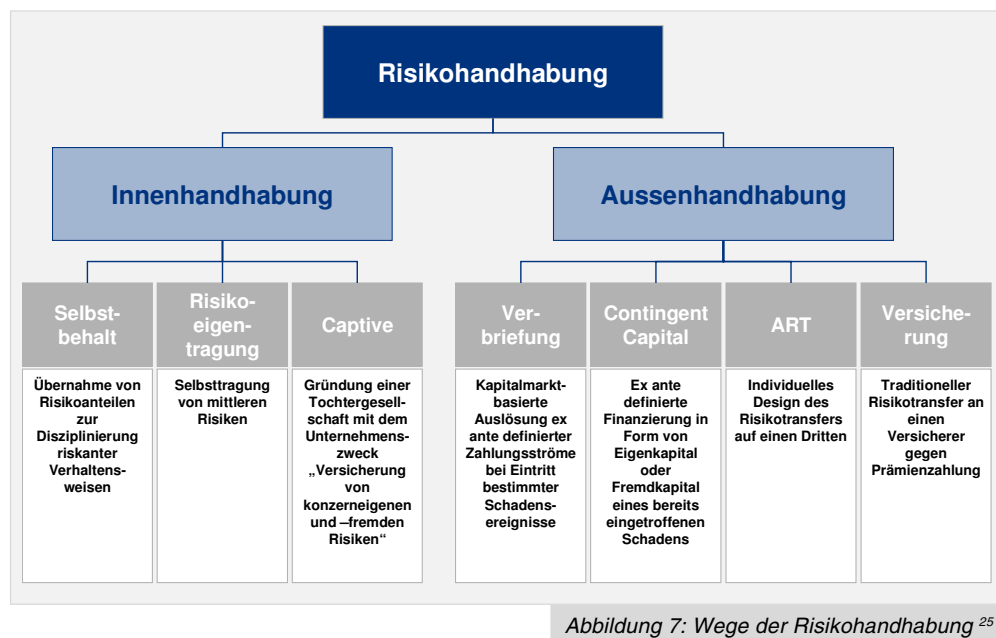 Risikohandhabung
Innenhandhabung
Aussenhandhabung
Selbst-
behalt
Risiko-
eigen-
tragung
Captive
Ver-
briefung
Contingent
Capital
ART
Versiche-
rung
Übernahme von
Risikoanteilen
zur
Disziplinierung
riskanter
Verhaltens-
weisen
Selbsttragung
von mittleren
Risiken
Gründung einer
Tochtergesell-
schaft mit dem
Unternehmens-
zweck
„Versicherung
von
konzerneigenen
und –fremden
Risiken“
Kapitalmarkt-
basierte
Auslösung ex
ante definierter
Zahlungsströme
bei Eintritt
bestimmter
Schadens-
ereignisse
Ex ante
definierte
Finanzierung in
Form von
Eigenkapital
oder
Fremdkapital
eines bereits
eingetroffenen
Schadens
Individuelles
Design des
Risikotransfers
auf einen Dritten
Traditioneller
Risikotransfer an
einen
Versicherer
gegen
Prämienzahlung
Abbildung 7: Wege der Risikohandhabung 25